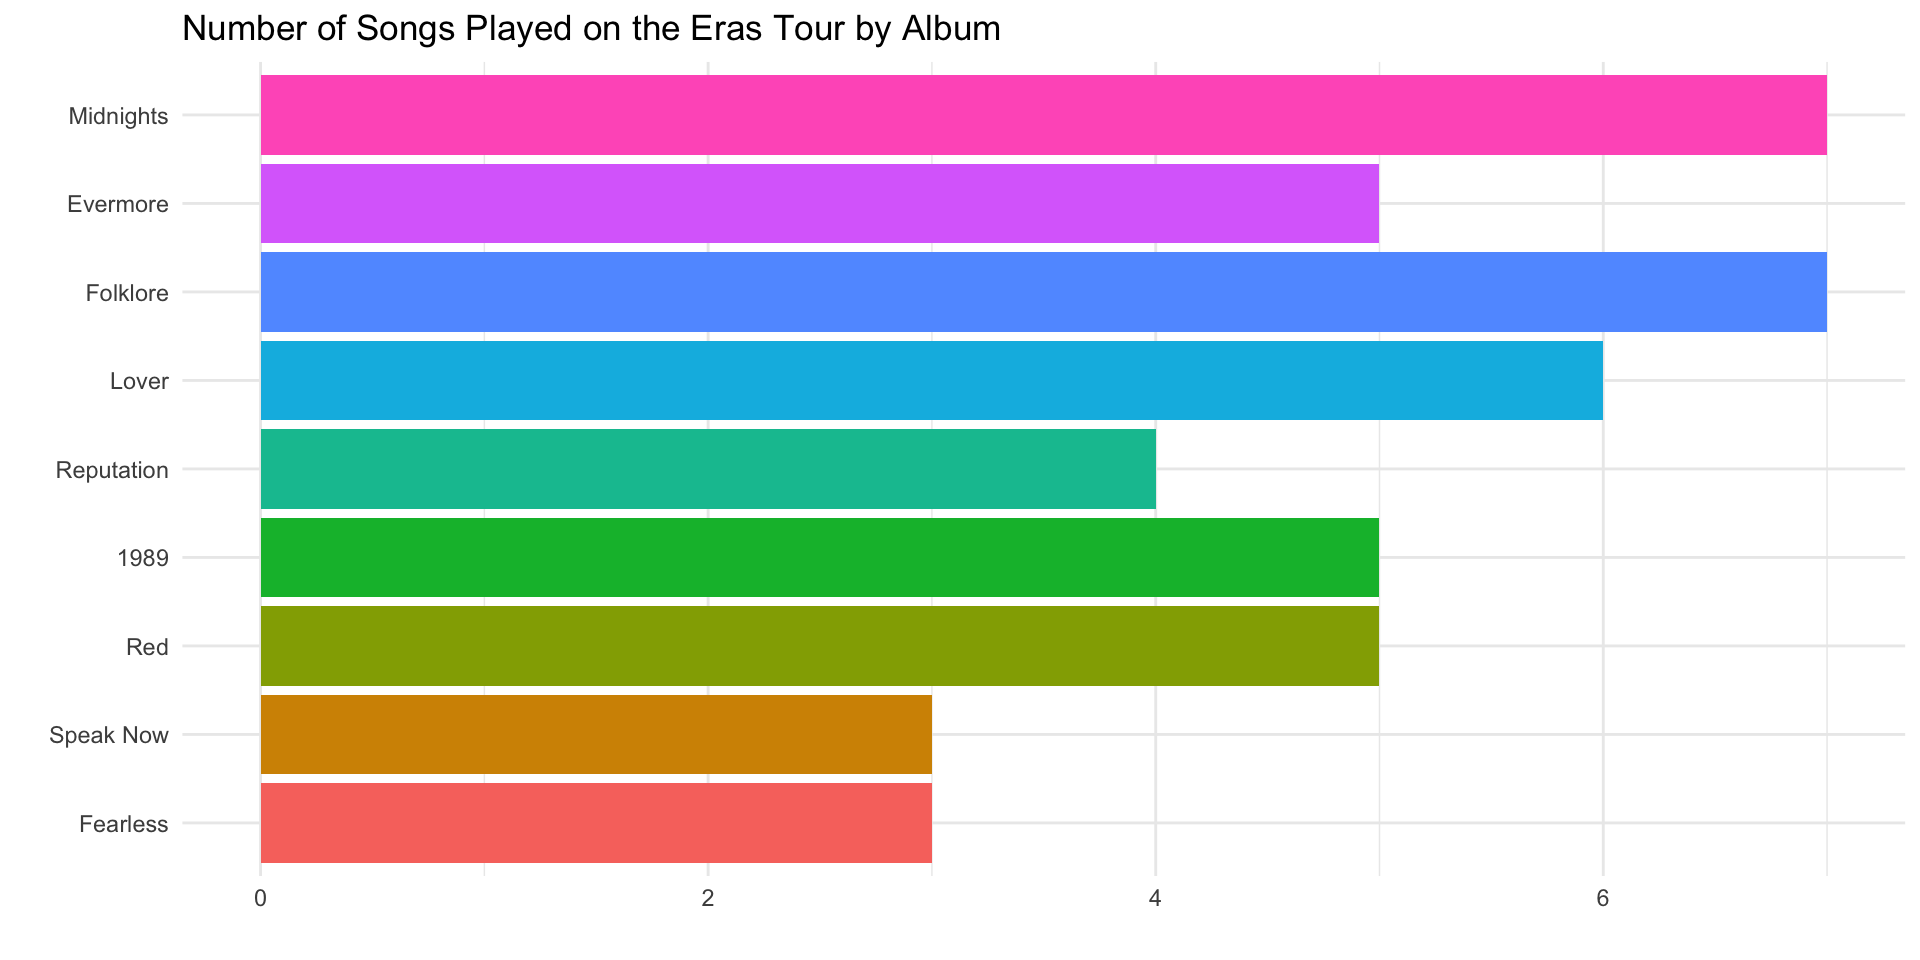 Number of Songs Played on the Eras Tour by Album
Midnights
Evermore
Folklore
Lover
Reputation
1989
Red
Speak Now
Fearless
0 2 4 6